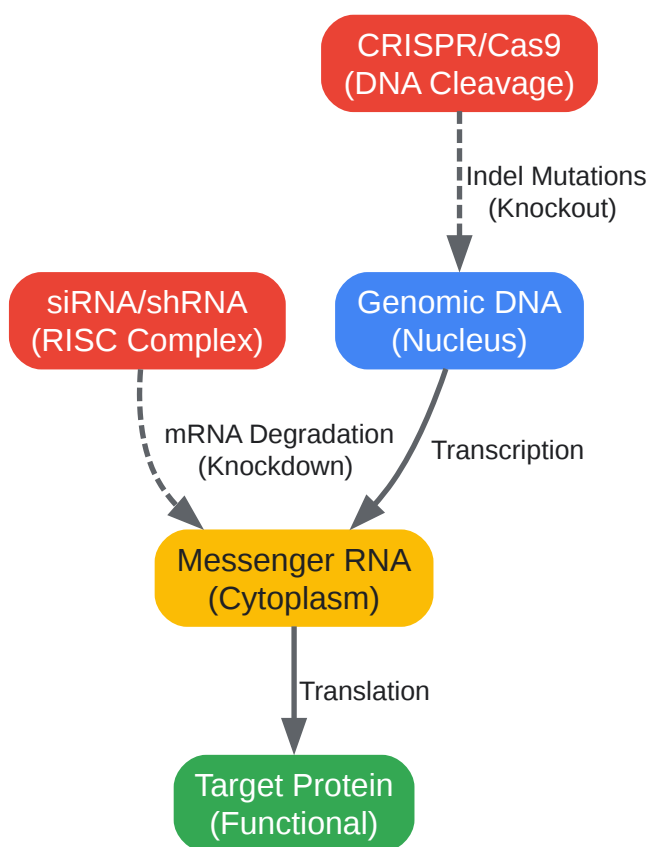 CRISPR/Cas9
(DNA Cleavage)
Indel Mutations
(Knockout)
siRNA/shRNA
(RISC Complex)
Genomic DNA
(Nucleus)
mRNA Degradation
(Knockdown)
Transcription
Messenger RNA
(Cytoplasm)
Translation
Target Protein
(Functional)